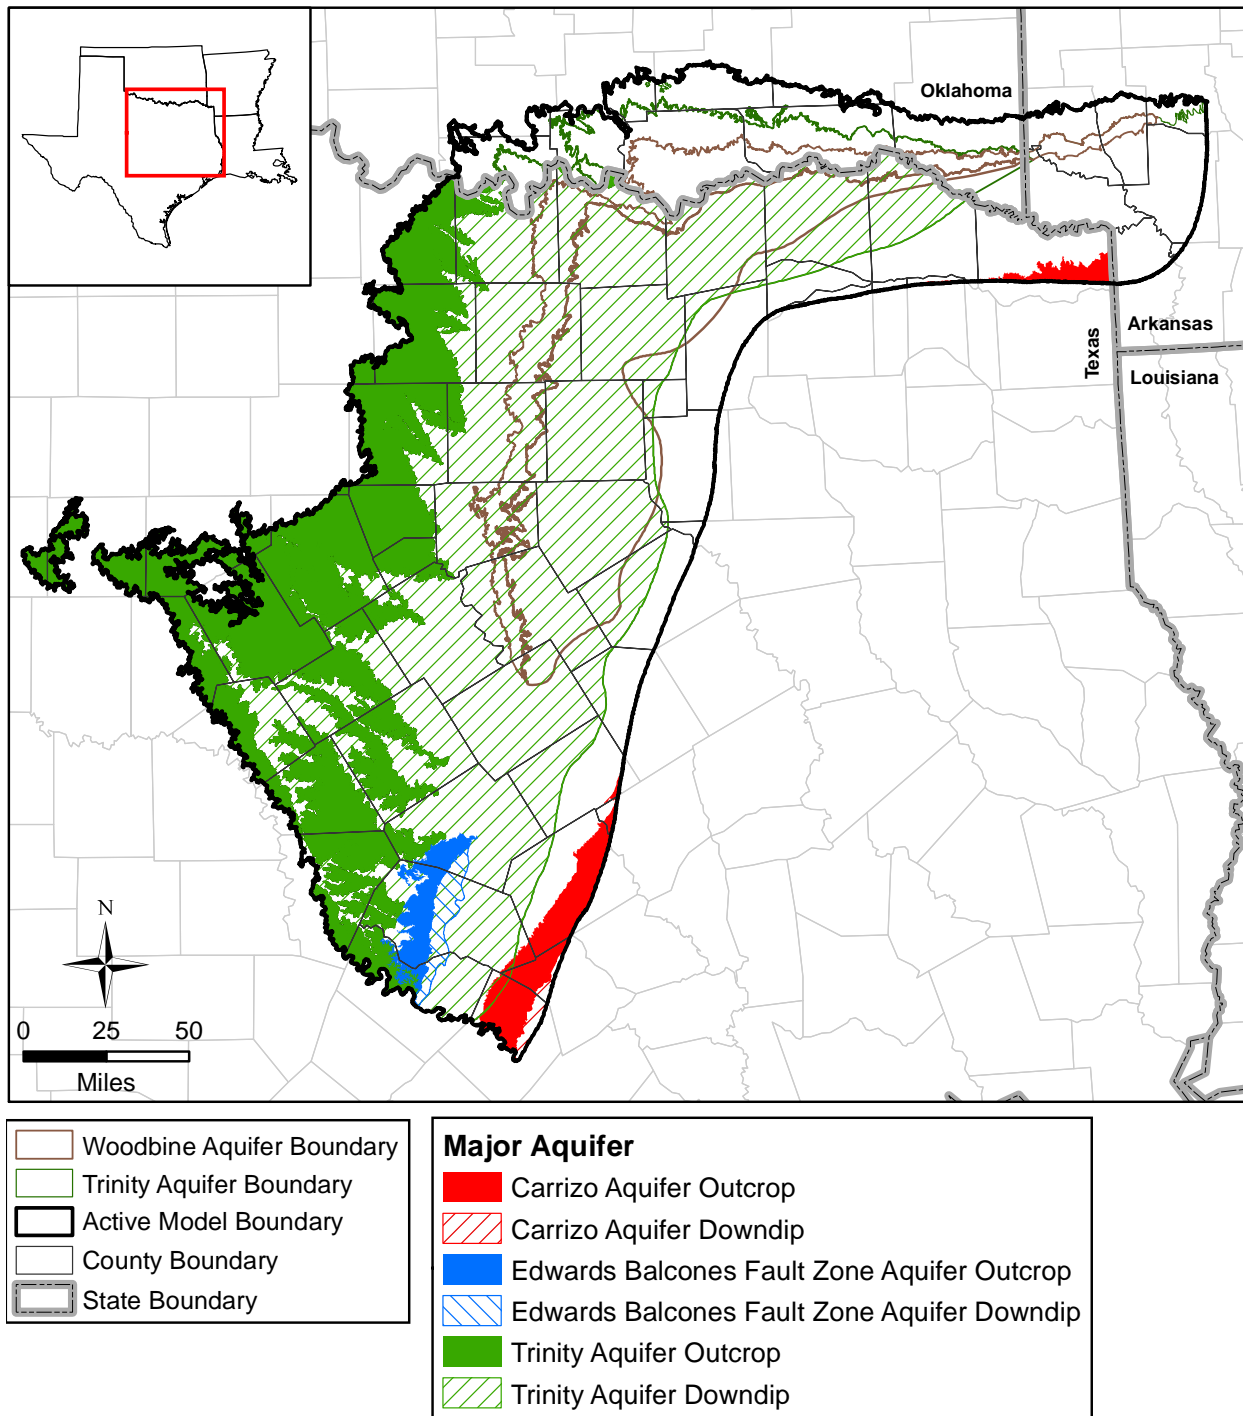 Oklahoma
Texas
Arkansas
Louisiana
N
0 25 50
Miles
Woodbine Aquifer Boundary
Trinity Aquifer Boundary
Active Model Boundary
County Boundary
State Boundary
Major Aquifer
Carrizo Aquifer Outcrop
Carrizo Aquifer Downdip
Edwards Balcones Fault Zone Aquifer Outcrop
Edwards Balcones Fault Zone Aquifer Downdip
Trinity Aquifer Outcrop
Trinity Aquifer Downdip